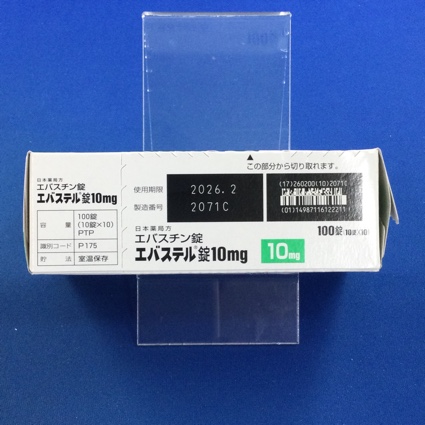 日本薬局方
エバスチン錠
エバステル®錠10mg
容量 100錠
(10錠×10)
PTP
識別コード P175
貯法 室温保存
▲
この部分から切り取れます。
使用期限 2026.2
製造番号 2071C
(17)260200(10)2071C
(01)14987116122211
日本薬局方
エバスチン錠
エバステル®錠10mg
10mg
100錠